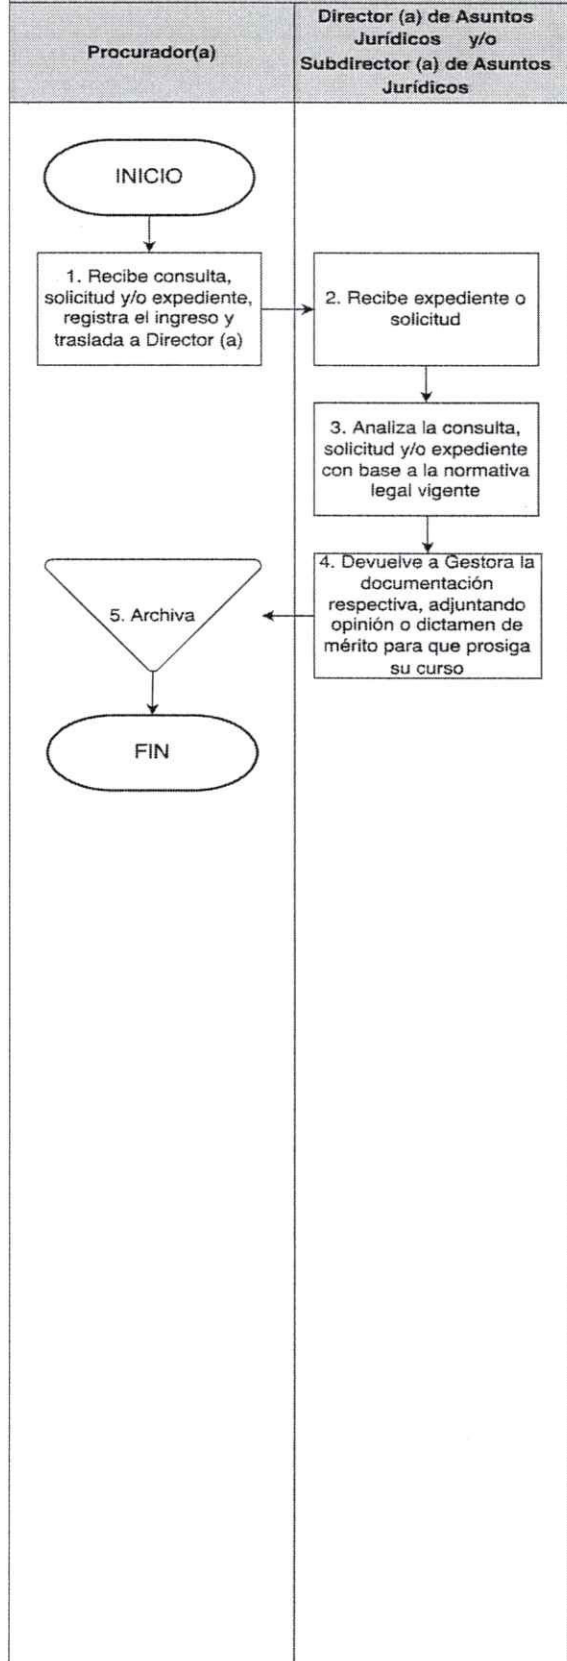 Procurador(a)
Director (a) de Asuntos
Jurídicos y/o
Subdirector (a) de Asuntos
Jurídicos
INICIO
1. Recibe consulta,
solicitud y/o expediente,
registra el ingreso y
traslada a Director (a)
2. Recibe expediente o
solicitud
3. Analiza la consulta,
solicitud y/o expediente
con base a la normativa
legal vigente
4. Devuelve a Gestora la
documentación
respectiva, adjuntando
opinión o dictamen de
mérito para que prosiga
su curso
5. Archiva
FIN